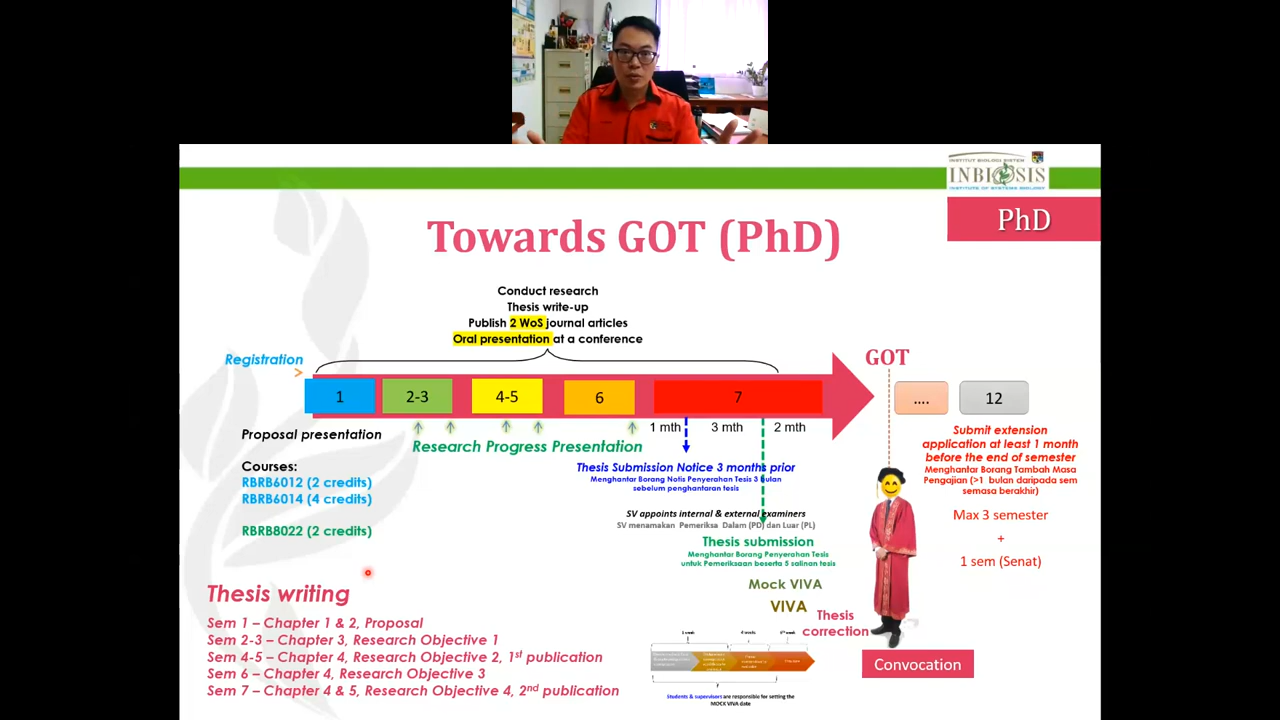 INSTITUT BIOLOGI SISTEM
INBIOSIS
INSTITUTE OF SYSTEMS BIOLOGY
PhD
Towards GOT (PhD)
Conduct research
Thesis write-up
Publish 2 WoS journal articles
Oral presentation at a conference
Registration
>
GOT
1
2-3
4-5
6
7
....
12
1 mth
3 mth
2 mth
Proposal presentation
Research Progress Presentation
Courses:
RBRB6012 (2 credits)
RBRB6014 (4 credits)
RBRB8022 (2 credits)
Thesis Submission Notice 3 months prior
Menghantar Borang Notis Penyerahan Tesis 3 bulan
sebelum penghantaran tesis
SV appoints internal & external examiners
SV menamakan Pemeriksa Dalam (PD) dan Luar (PL)
Thesis submission
Menghantar Borang Penyerahan Tesis
untuk Pemeriksaan beserta 5 salinan tesis
Mock VIVA
VIVA
Thesis
correction
Students & supervisors are responsible for setting the
MOCK VIVA date
Convocation
Submit extension
application at least 1 month
before the end of semester
Menghantar Borang Tambah Masa
Pengajian (>1 bulan daripada sem
semasa berakhir)
Max 3 semester
+
1 sem (Senat)
Thesis writing
Sem 1 – Chapter 1 & 2, Proposal
Sem 2-3 – Chapter 3, Research Objective 1
Sem 4-5 – Chapter 4, Research Objective 2, 1st publication
Sem 6 – Chapter 4, Research Objective 3
Sem 7 – Chapter 4 & 5, Research Objective 4, 2nd publication